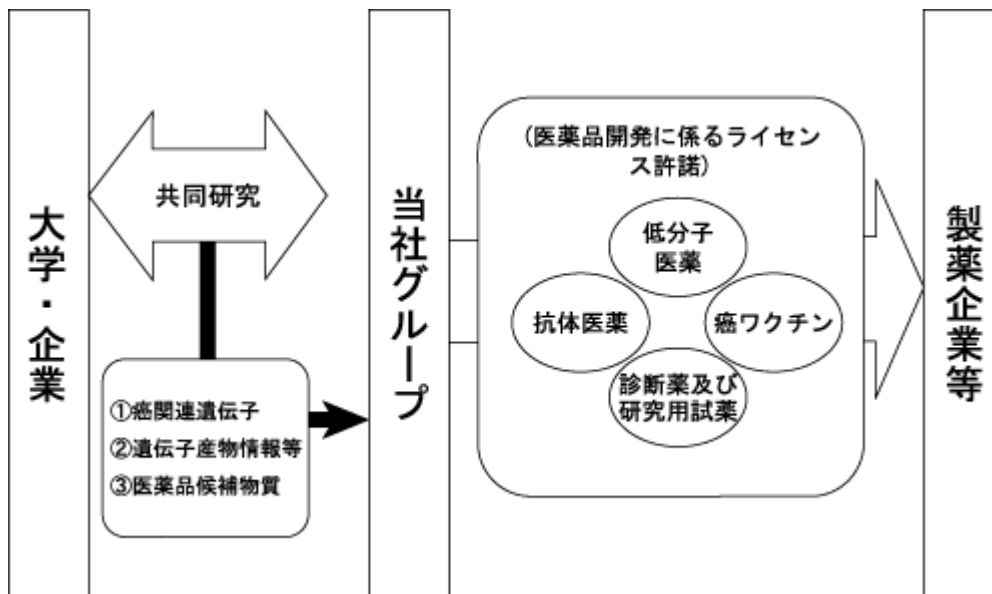 大学・企業
共同研究
①癌関連遺伝子
②遺伝子産物情報等
③医薬品候補物質
当社グループ
(医薬品開発に係るライセン
ス許諾)
低分子
医薬
抗体医薬
癌ワクチン
診断薬及び
研究用試薬
製薬企業等